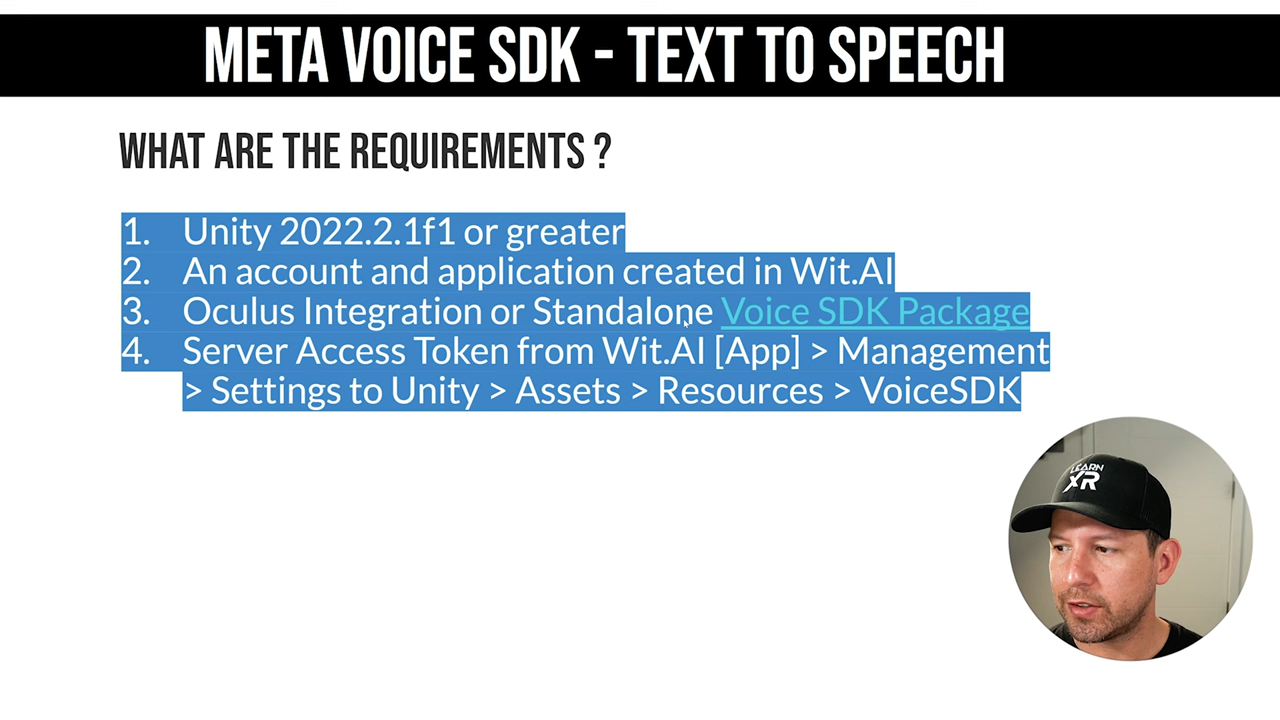 META VOICE SDK - TEXT TO SPEECH
WHAT ARE THE REQUIREMENTS ?
1. Unity 2022.2.1f1 or greater
2. An account and application created in Wit.AI
3. Oculus Integration or Standalone Voice SDK Package
4. Server Access Token from Wit.AI [App] > Management
> Settings to Unity > Assets > Resources > VoiceSDK
LEARN
XR